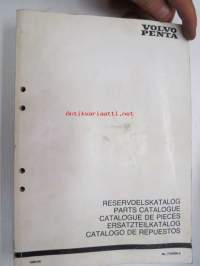 VOLVO
PENTA
RESERVDELSKATALOG
PARTS CATALOGUE
CATALOGUE DE PIECES
ERSATZTEILKATALOG
CATALOGO DE REPUESTOS
antikvariaatti.net